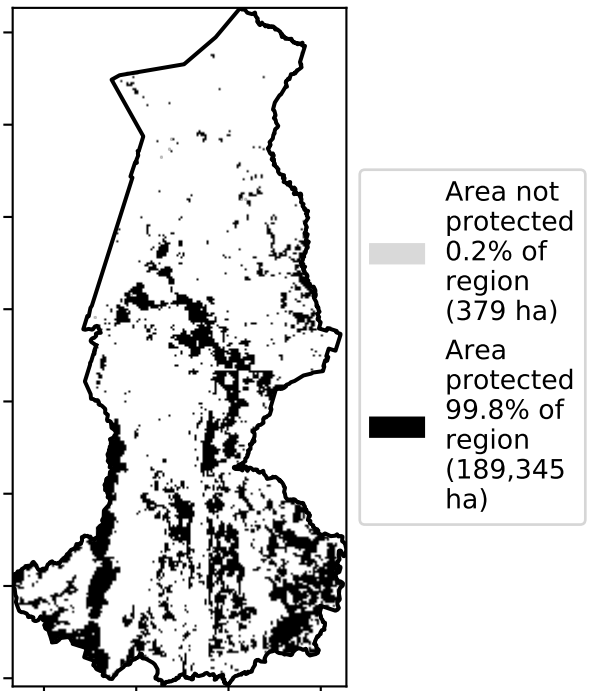 Area not
protected
0.2% of
region
(379 ha)
Area
protected
99.8% of
region
(189,345
ha)